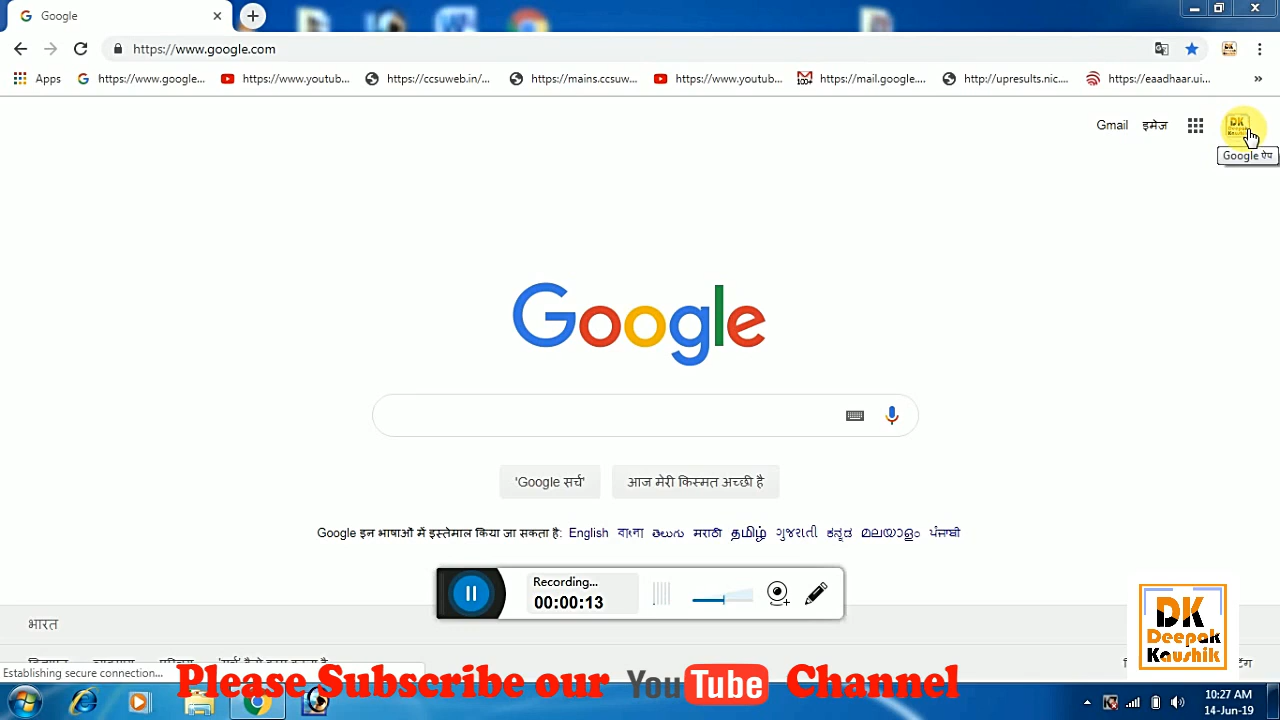 Google
https://www.google.com
Apps
https://www.google...
https://www.youtub...
https://ccsuweb.in/...
https://mains.ccsuw...
https://www.youtub...
100+
https://mail.google....
http://upresults.nic....
https://eaadhaar.ui...
»
Gmail इमेज
DK
Google ऐप
Google
'Google सर्च'
आज मेरी किस्मत अच्छी है
Google इन भाषाओं में इस्तेमाल किया जा सकता है: English বাংলা తెలుగు मराठी தமிழ் ગુજરાતી ಕನ್ನಡ മലയാളം ਪੰਜਾਬੀ
Recording...
00:00:13
भारत
DK
Deepak
Kaushik
Establishing secure connection...
Please Subscribe our YouTube Channel
10:27 AM
14-Jun-19